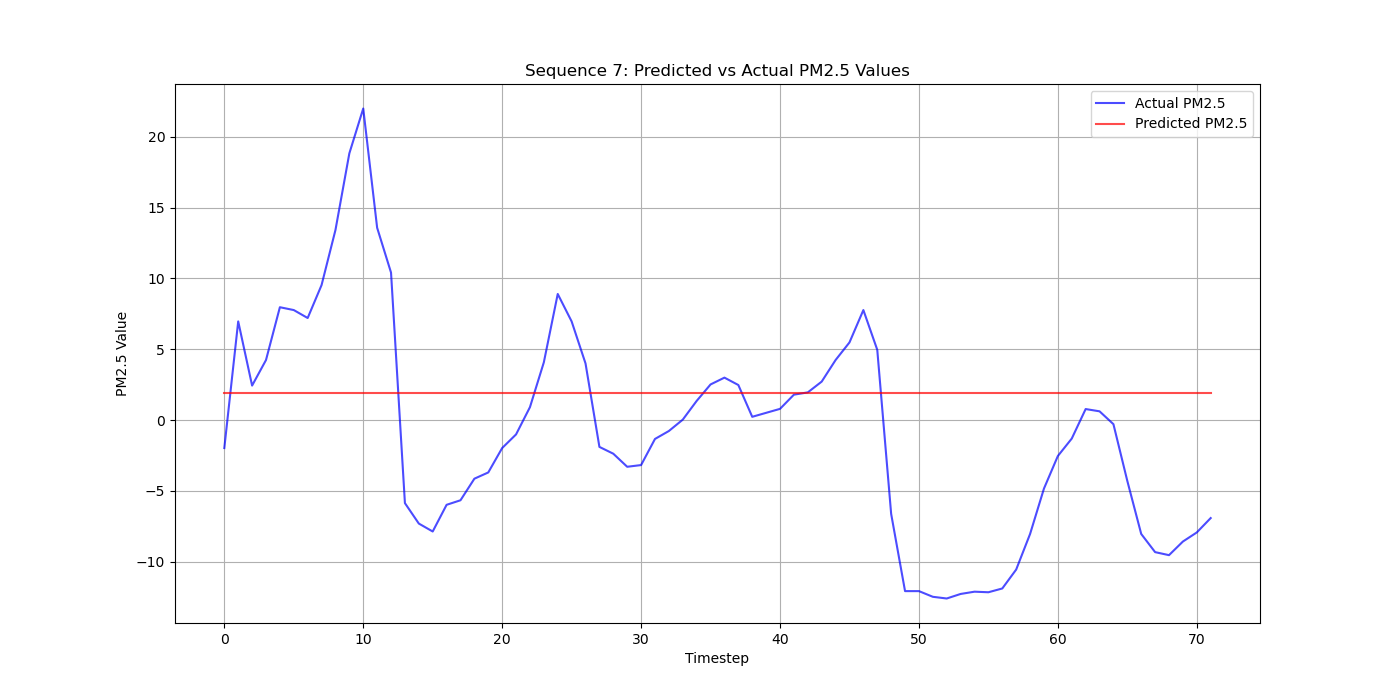 Sequence 7: Predicted vs Actual PM2.5 Values
Actual PM2.5
Predicted PM2.5
PM2.5 Value
20
15
10
5
0
−5
−10
0 10 20 30 40 50 60 70
Timestep